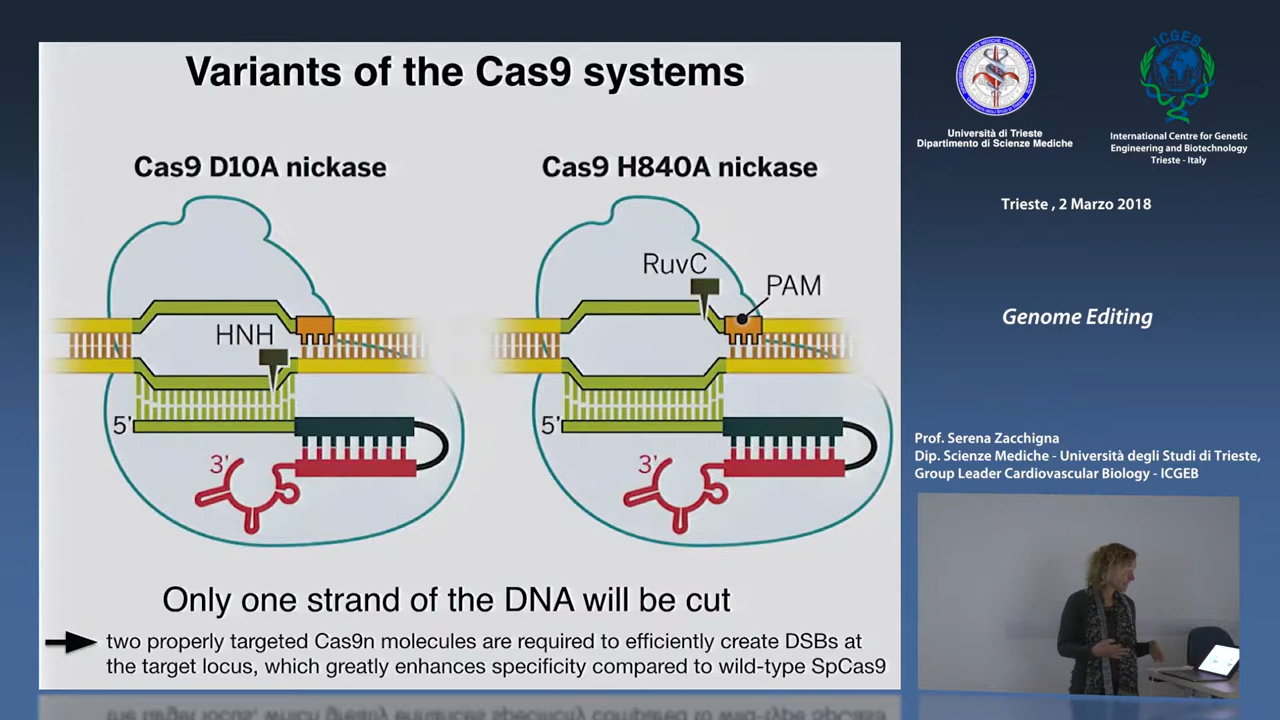 Variants of the Cas9 systems
Cas9 D10A nickase
Cas9 H840A nickase
HNH
RuvC
PAM
5’
3’
5’
3’
Only one strand of the DNA will be cut
two properly targeted Cas9n molecules are required to efficiently create DSBs at
the target locus, which greatly enhances specificity compared to wild-type SpCas9
Università di Trieste
Dipartimento di Scienze Mediche
ICGEB
International Centre for Genetic
Engineering and Biotechnology
Trieste - Italy
Trieste , 2 Marzo 2018
Genome Editing
Prof. Serena Zacchigna
Dip. Scienze Mediche - Università degli Studi di Trieste,
Group Leader Cardiovascular Biology - ICGEB